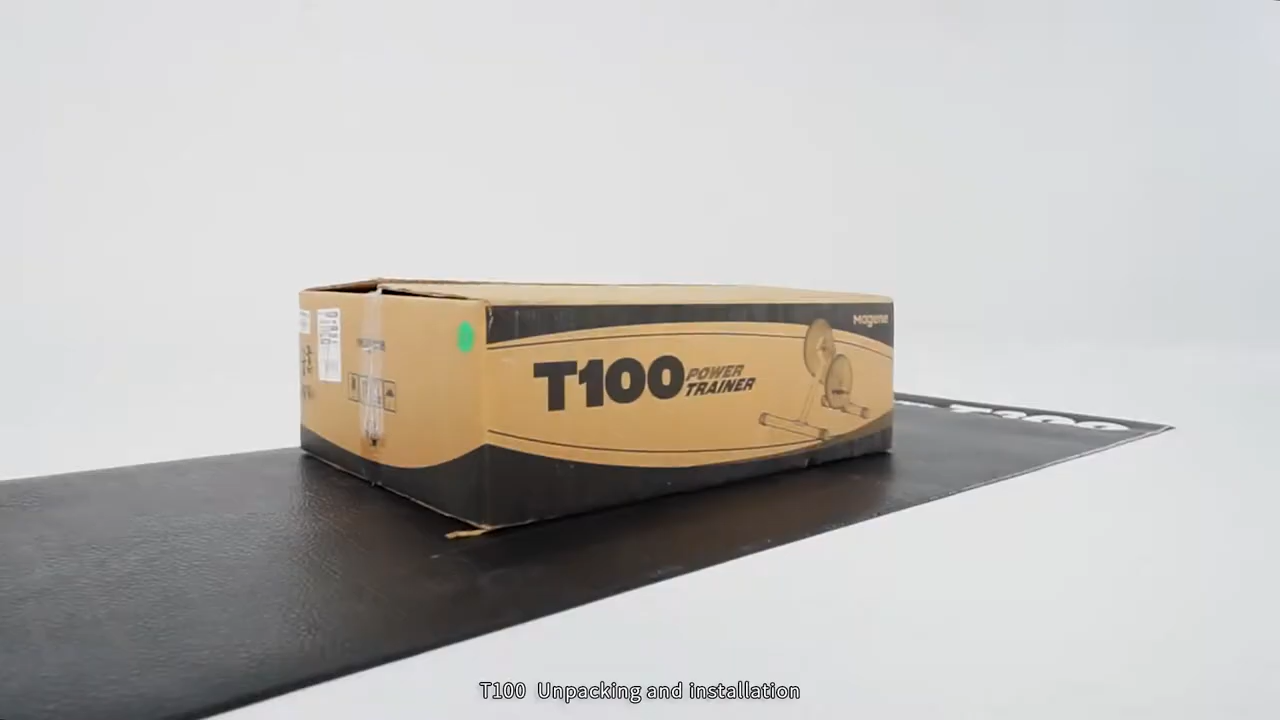 Magene
T100
POWER
TRAINER
T100 Unpacking and installation